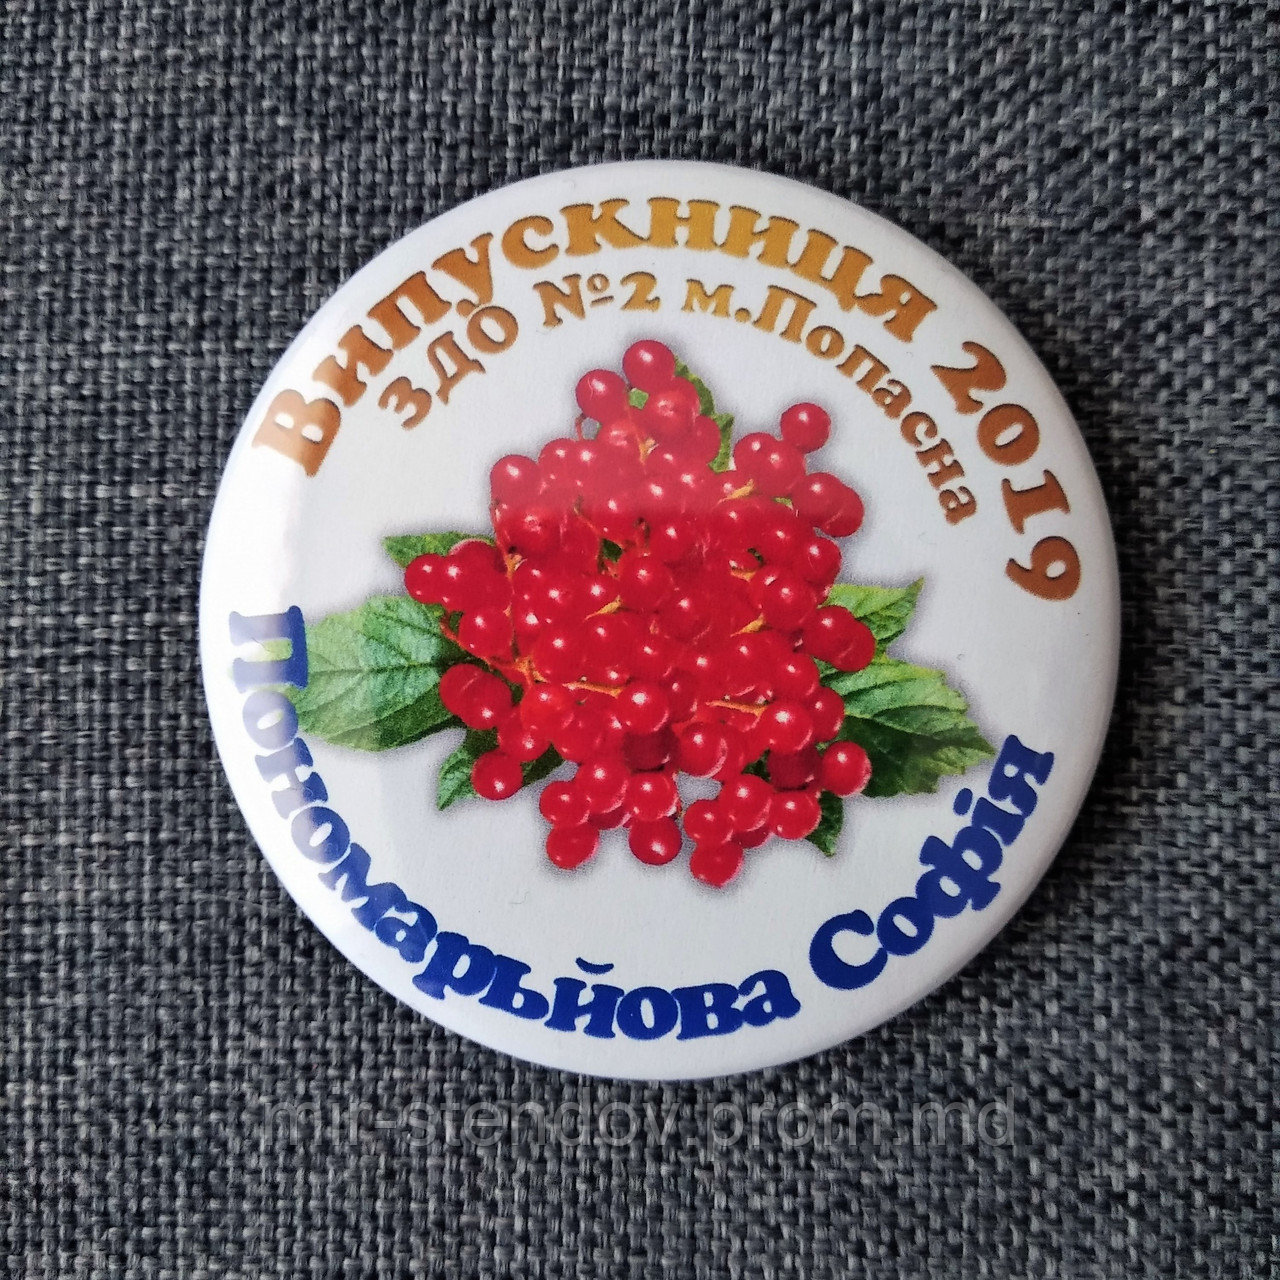 Випускниця 2019
ЗДО №2 м.Попасна
Пономарьйова Софія
mir-stendov.prom.md